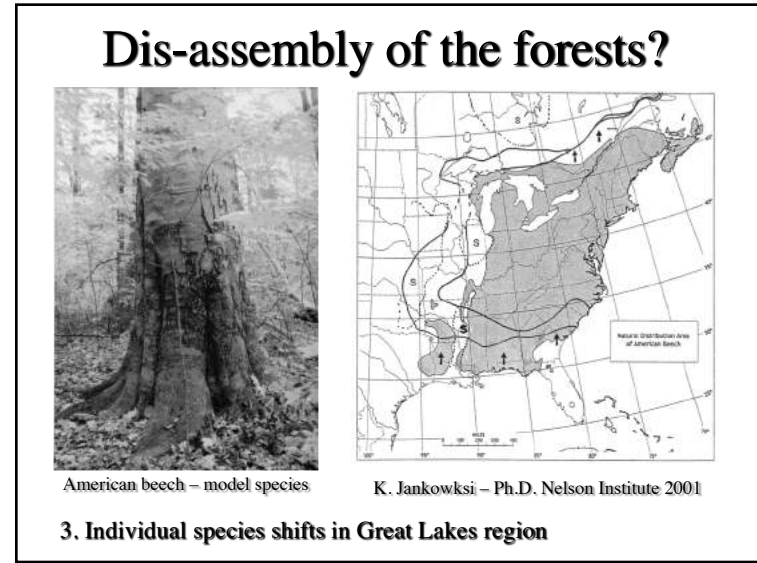 Dis-assembly of the forests?
S
S
S
S
Natural Distribution Area
of American Beech
MILES
American beech – model species
K. Jankowksi – Ph.D. Nelson Institute 2001
3. Individual species shifts in Great Lakes region